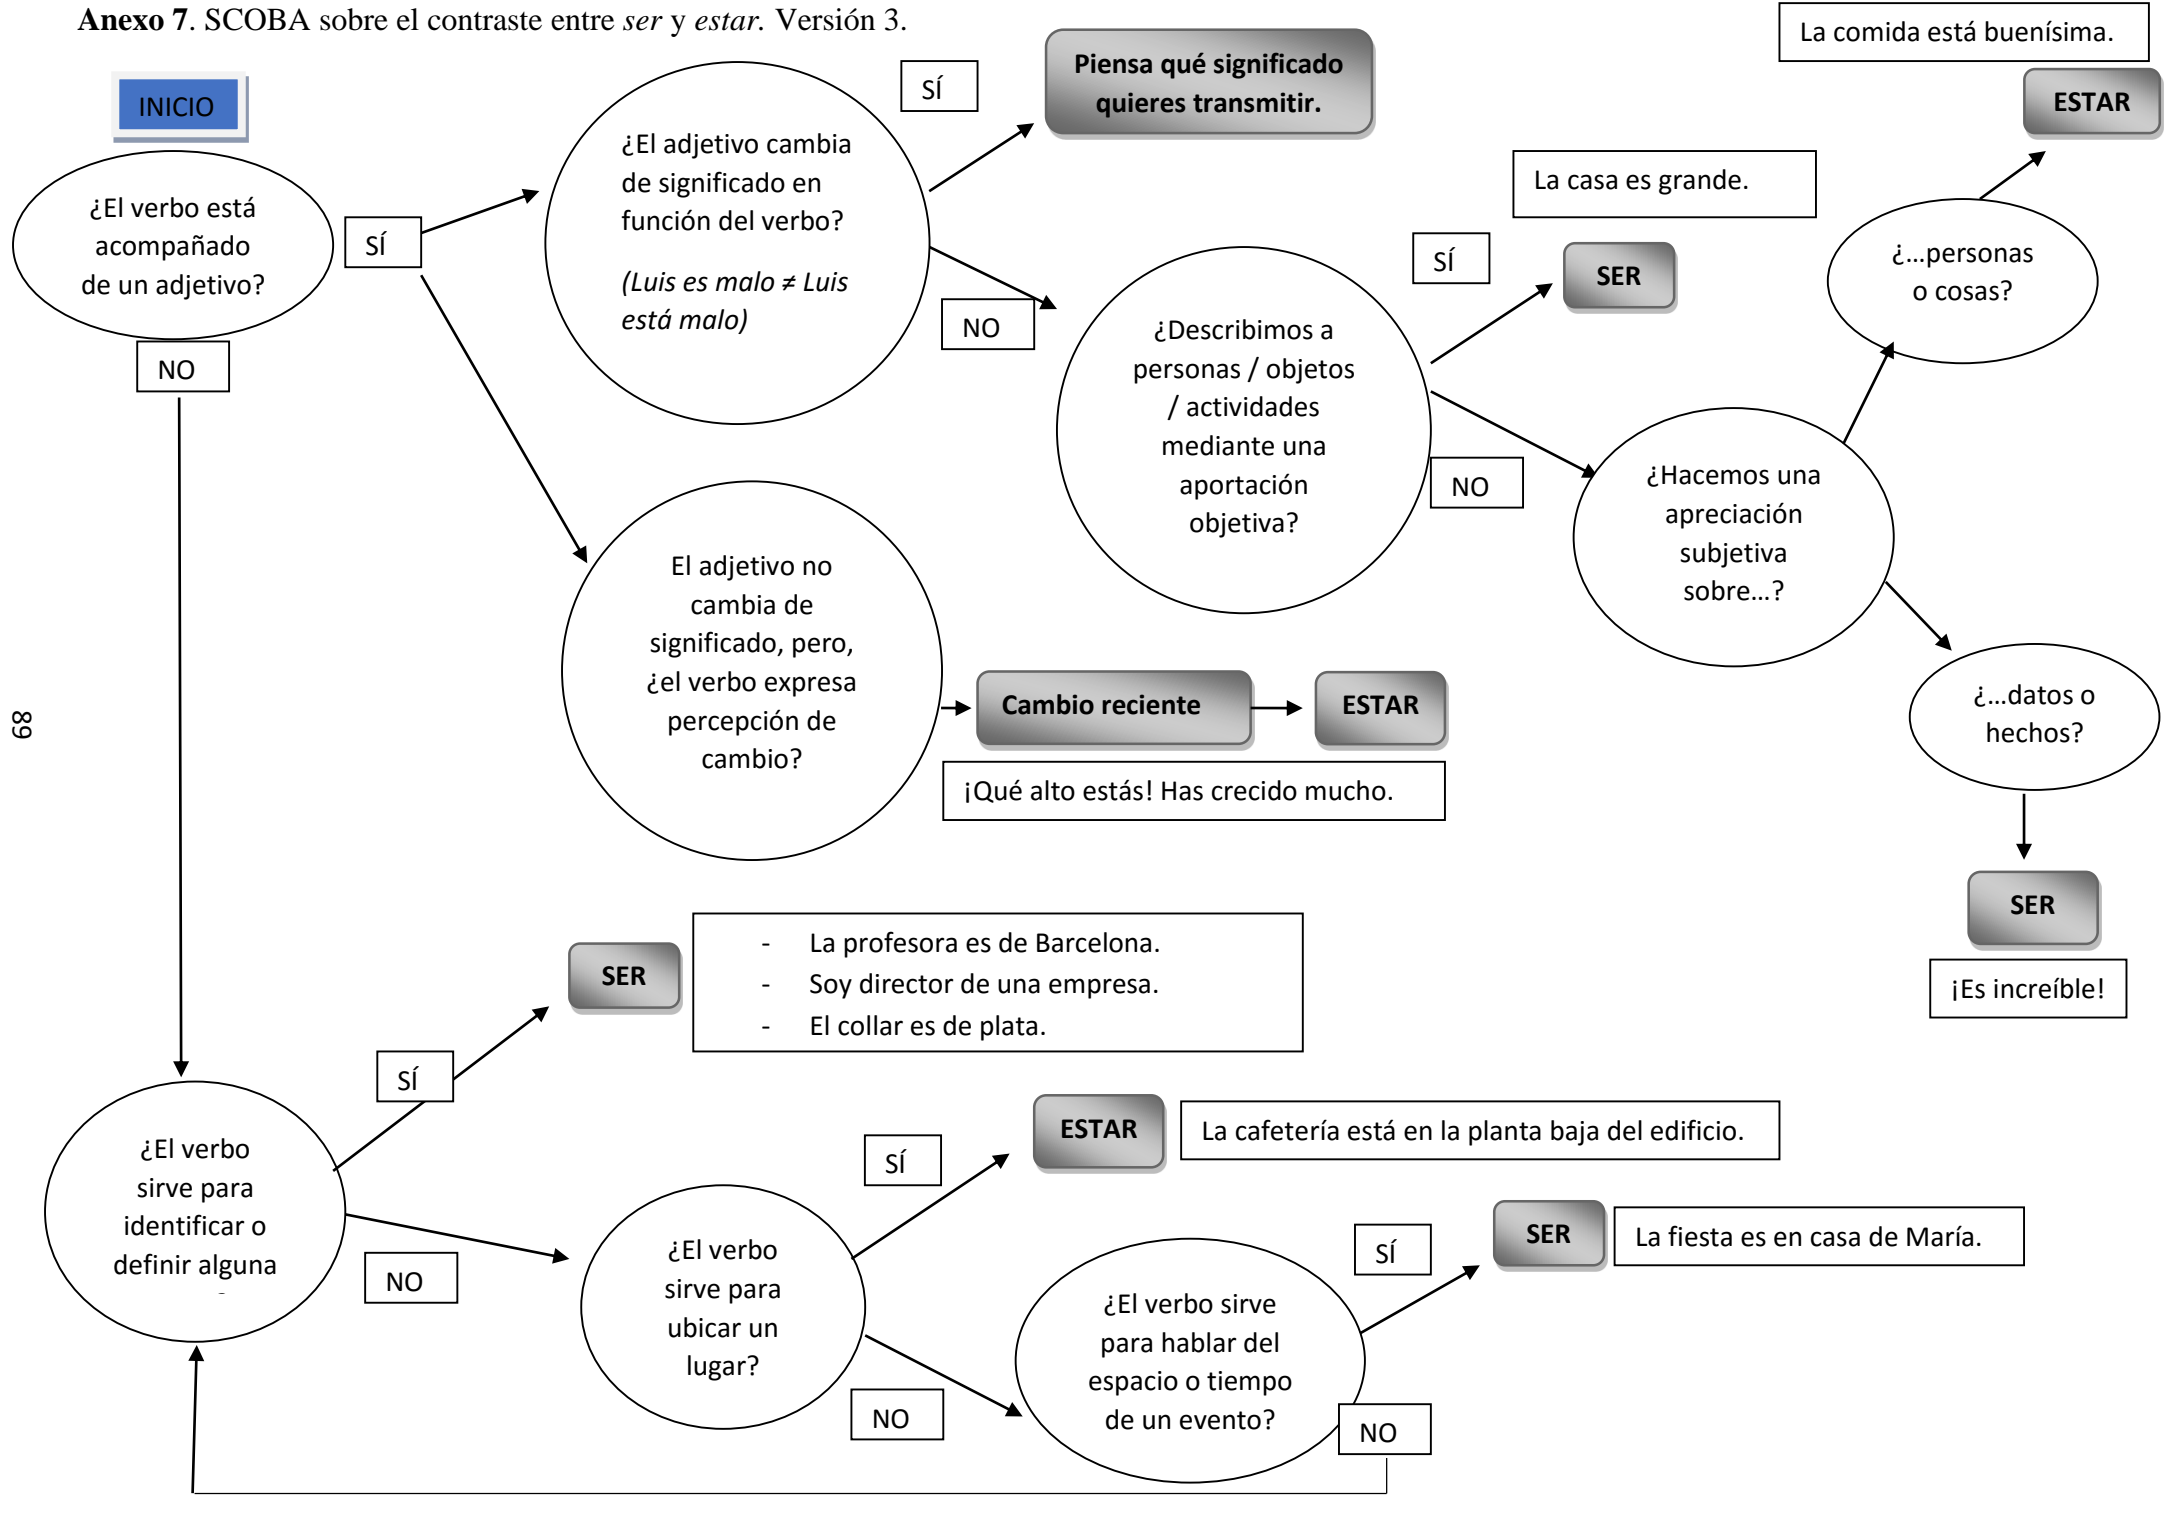 Anexo 7. SCOBA sobre el contraste entre ser y estar. Versión 3.
INICIO
¿El verbo está
acompañado
de un adjetivo?
SÍ
NO
¿El adjetivo cambia
de significado en
función del verbo?
(Luis es malo ≠ Luis
está malo)
SÍ
Piensa qué significado
quieres transmitir.
NO
¿Describimos a
personas / objetos
/ actividades
mediante una
aportación
objetiva?
SÍ
SER
La casa es grande.
NO
¿Hacemos una
apreciación
subjetiva
sobre…?
¿…personas
o cosas?
ESTAR
La comida está buenísima.
¿…datos o
hechos?
SER
¡Es increíble!
El adjetivo no
cambia de
significado, pero,
¿el verbo expresa
percepción de
cambio?
Cambio reciente
ESTAR
¡Qué alto estás! Has crecido mucho.
89
¿El verbo
sirve para
identificar o
definir alguna
SÍ
SER
- La profesora es de Barcelona.
- Soy director de una empresa.
- El collar es de plata.
NO
¿El verbo
sirve para
ubicar un
lugar?
SÍ
ESTAR
La cafetería está en la planta baja del edificio.
NO
¿El verbo sirve
para hablar del
espacio o tiempo
de un evento?
SÍ
SER
La fiesta es en casa de María.
NO